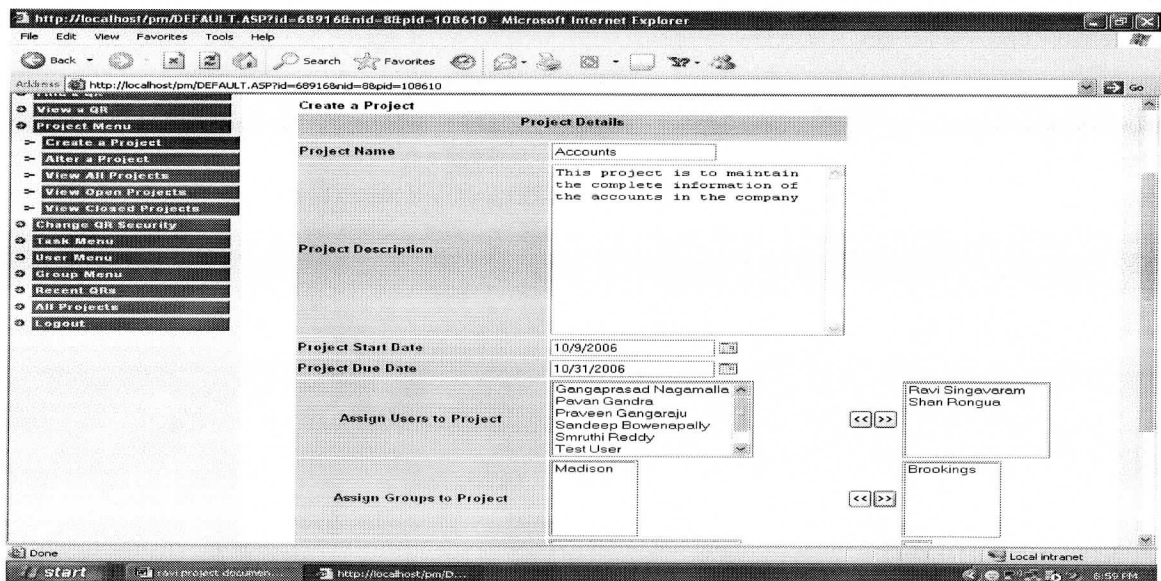 http://localhost/pm/DEFAULT.ASP?id=68916&nid=8&pid=108610 - Microsoft Internet Explorer
File Edit View Favorites Tools Help
Back Search Favorites
Address http://localhost/pm/DEFAULT.ASP?id=68916&nid=8&pid=108610 Go
View a QR
Project Menu
Create a Project
Alter a Project
View All Projects
View Open Projects
View Closed Projects
Change QR Security
Task Menu
User Menu
Group Menu
Recent QRs
All Projects
Logout
Create a Project
Project Details
Project Name Accounts
Project Description
This project is to maintain
the complete information of
the accounts in the company
Project Start Date 10/9/2006
Project Due Date 10/31/2006
Assign Users to Project
Gangaprasad Nagamalla
Pavan Gandra
Praveen Gangaraju
Sandeep Bowenapally
Smruthi Reddy
Test User
<< >>
Ravi Singavaram
Shan Rongua
Assign Groups to Project
Madison
<< >>
Brookings
Done Local intranet
start ravi project documen... http://localhost/pm/D... 6:59 PM